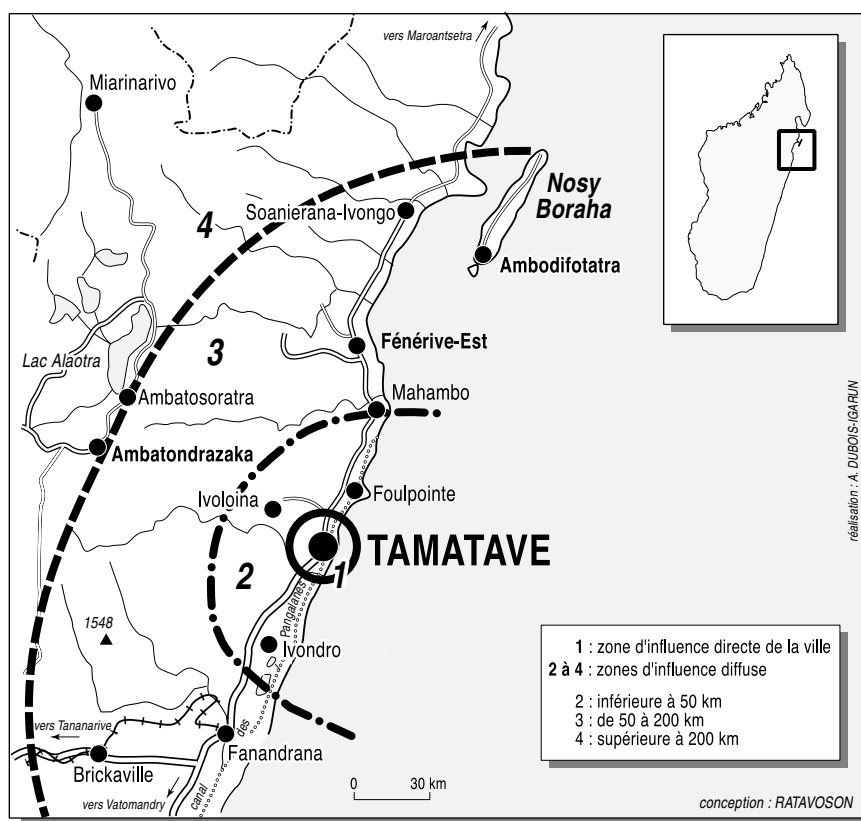 vers Maroantsetra
Miarinarivo
Nosy
Boraha
4
Soanierana-Ivongo
Ambodifotatra
3
Fénérive-Est
Lac Alaotra
Ambatosoratra
Mahambo
Ambatondrazaka
Ivoloina
Foulpointe
TAMATAVE
1
2
1548
Ivondro
canal des Pangalanes
vers Tananarive
Fanandrana
Brickaville
vers Vatomandry
0 30 km
1 : zone d'influence directe de la ville
2 à 4 : zones d'influence diffuse
2 : inférieure à 50 km
3 : de 50 à 200 km
4 : supérieure à 200 km
conception : RATAVOSON
réalisation : A. DUBOIS-IGARUN